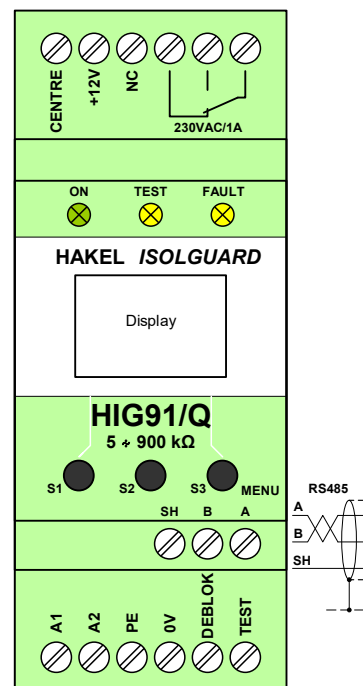 CENTRE
+12V
NC
230VAC/1A
ON TEST FAULT
HAKEL ISOLGUARD
Display
HIG91/Q
5 ÷ 900 kΩ
S1 S2 S3 MENU
SH B A
RS485
A
B
SH
A1
A2
PE
0V
DEBLOK
TEST